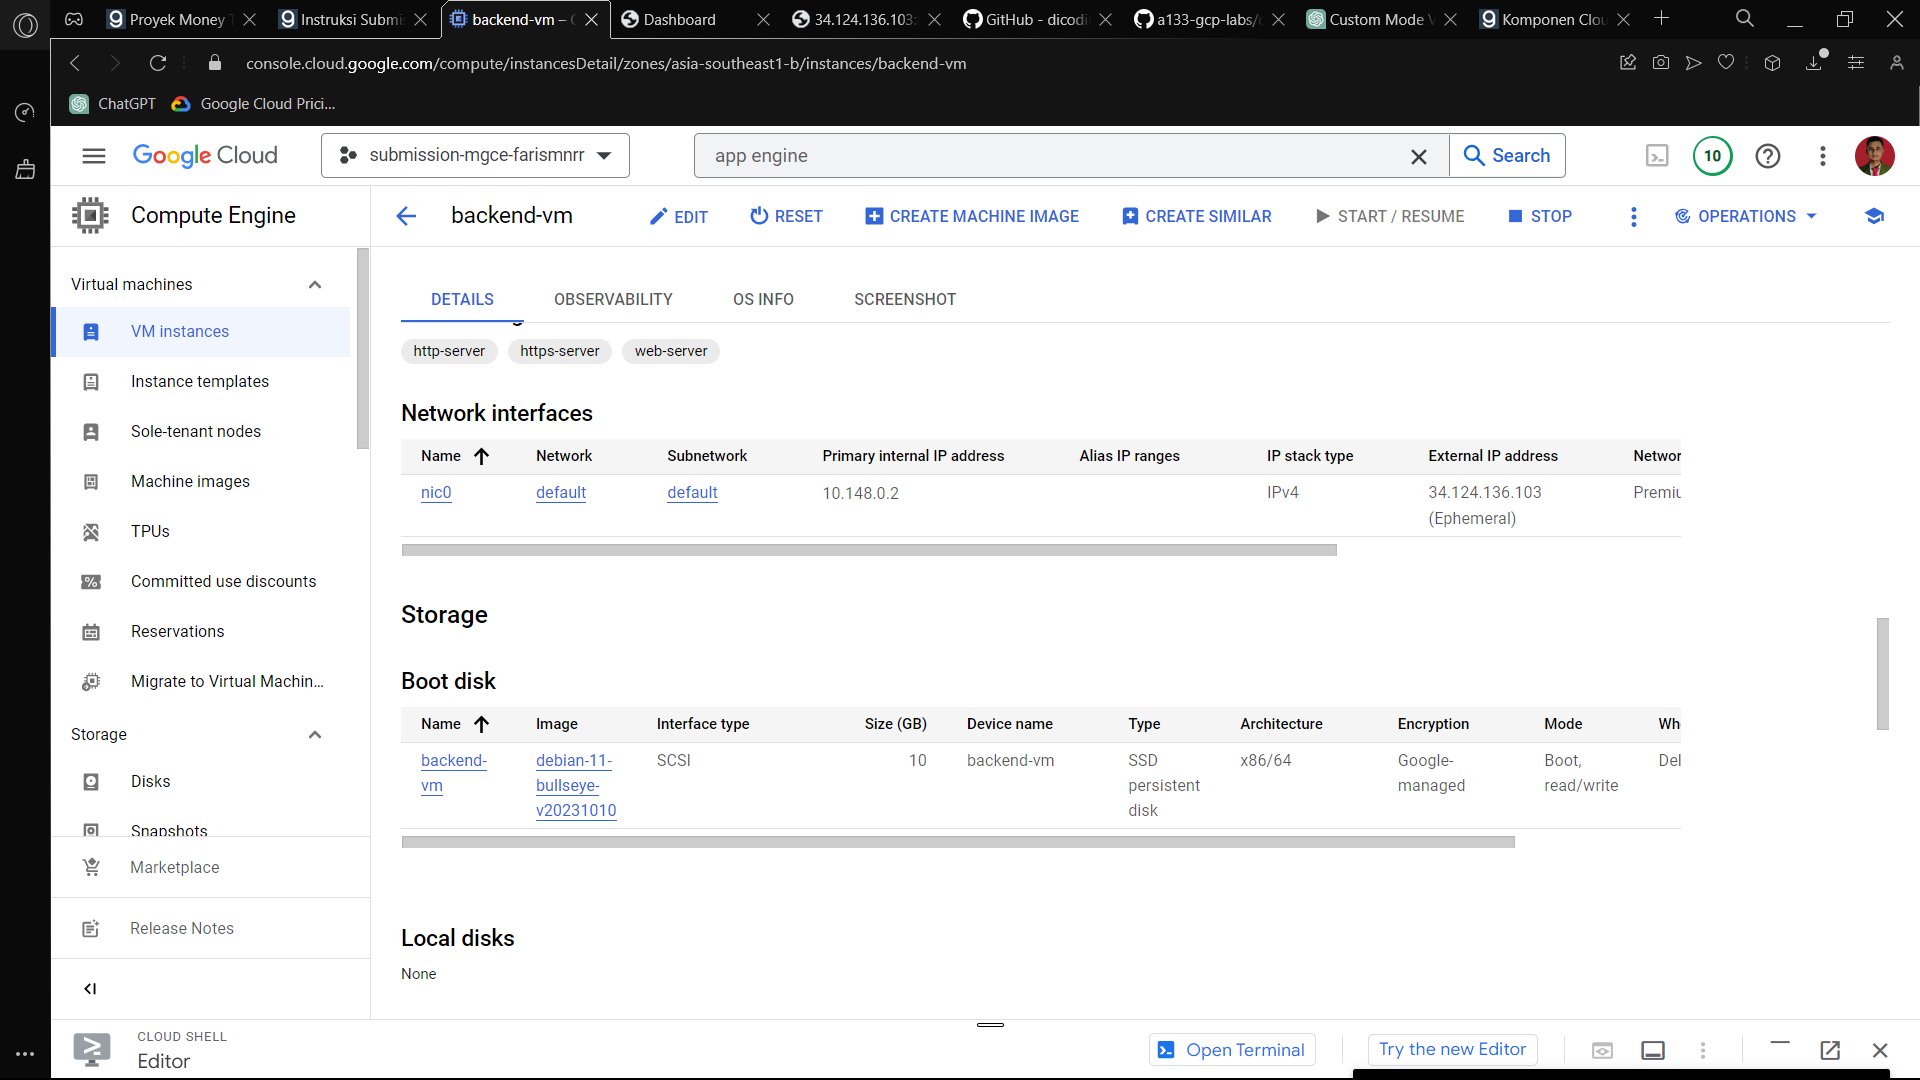 Proyek Money T
Instruksi Submis
backend-vm – C
Dashboard
34.124.136.103:
GitHub - dicodi
a133-gcp-labs/c
Custom Mode V
Komponen Clou
console.cloud.google.com/compute/instancesDetail/zones/asia-southeast1-b/instances/backend-vm
ChatGPT
Google Cloud Prici...
Google Cloud
submission-mgce-farismnrr
app engine
Search
10
Compute Engine
backend-vm
EDIT
RESET
CREATE MACHINE IMAGE
CREATE SIMILAR
START / RESUME
STOP
OPERATIONS
Virtual machines
VM instances
Instance templates
Sole-tenant nodes
Machine images
TPUs
Committed use discounts
Reservations
Migrate to Virtual Machin...
Storage
Disks
Snapshots
Marketplace
Release Notes
DETAILS
OBSERVABILITY
OS INFO
SCREENSHOT
http-server
https-server
web-server
Network interfaces
Name Network Subnetwork Primary internal IP address Alias IP ranges IP stack type External IP address Networ
nic0 default default 10.148.0.2 IPv4 34.124.136.103 Premiu
(Ephemeral)
Storage
Boot disk
Name Image Interface type Size (GB) Device name Type Architecture Encryption Mode Whe
backend- debian-11- SCSI 10 backend-vm SSD x86/64 Google- Boot, Del
vm bullseye- persistent managed read/write
v20231010 disk
Local disks
None
CLOUD SHELL
Editor
Open Terminal
Try the new Editor